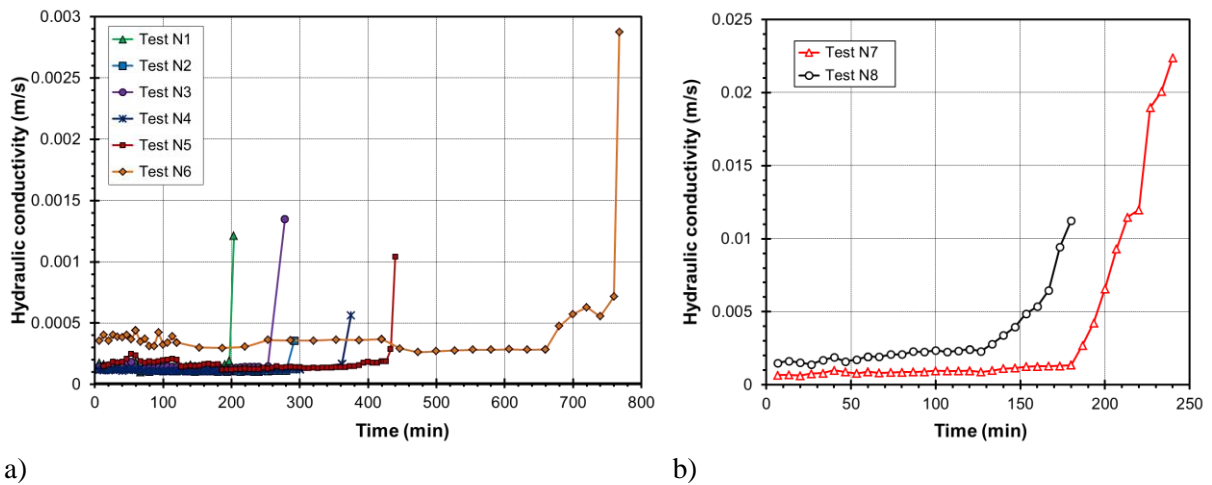 0.003
0.0025
0.002
0.0015
0.001
0.0005
0
Hydraulic conductivity (m/s)
Test N1
Test N2
Test N3
Test N4
Test N5
Test N6
0 100 200 300 400 500 600 700 800
Time (min)
a)
0.025
0.02
0.015
0.01
0.005
0
Hydraulic conductivity (m/s)
Test N7
Test N8
0 50 100 150 200 250
Time (min)
b)